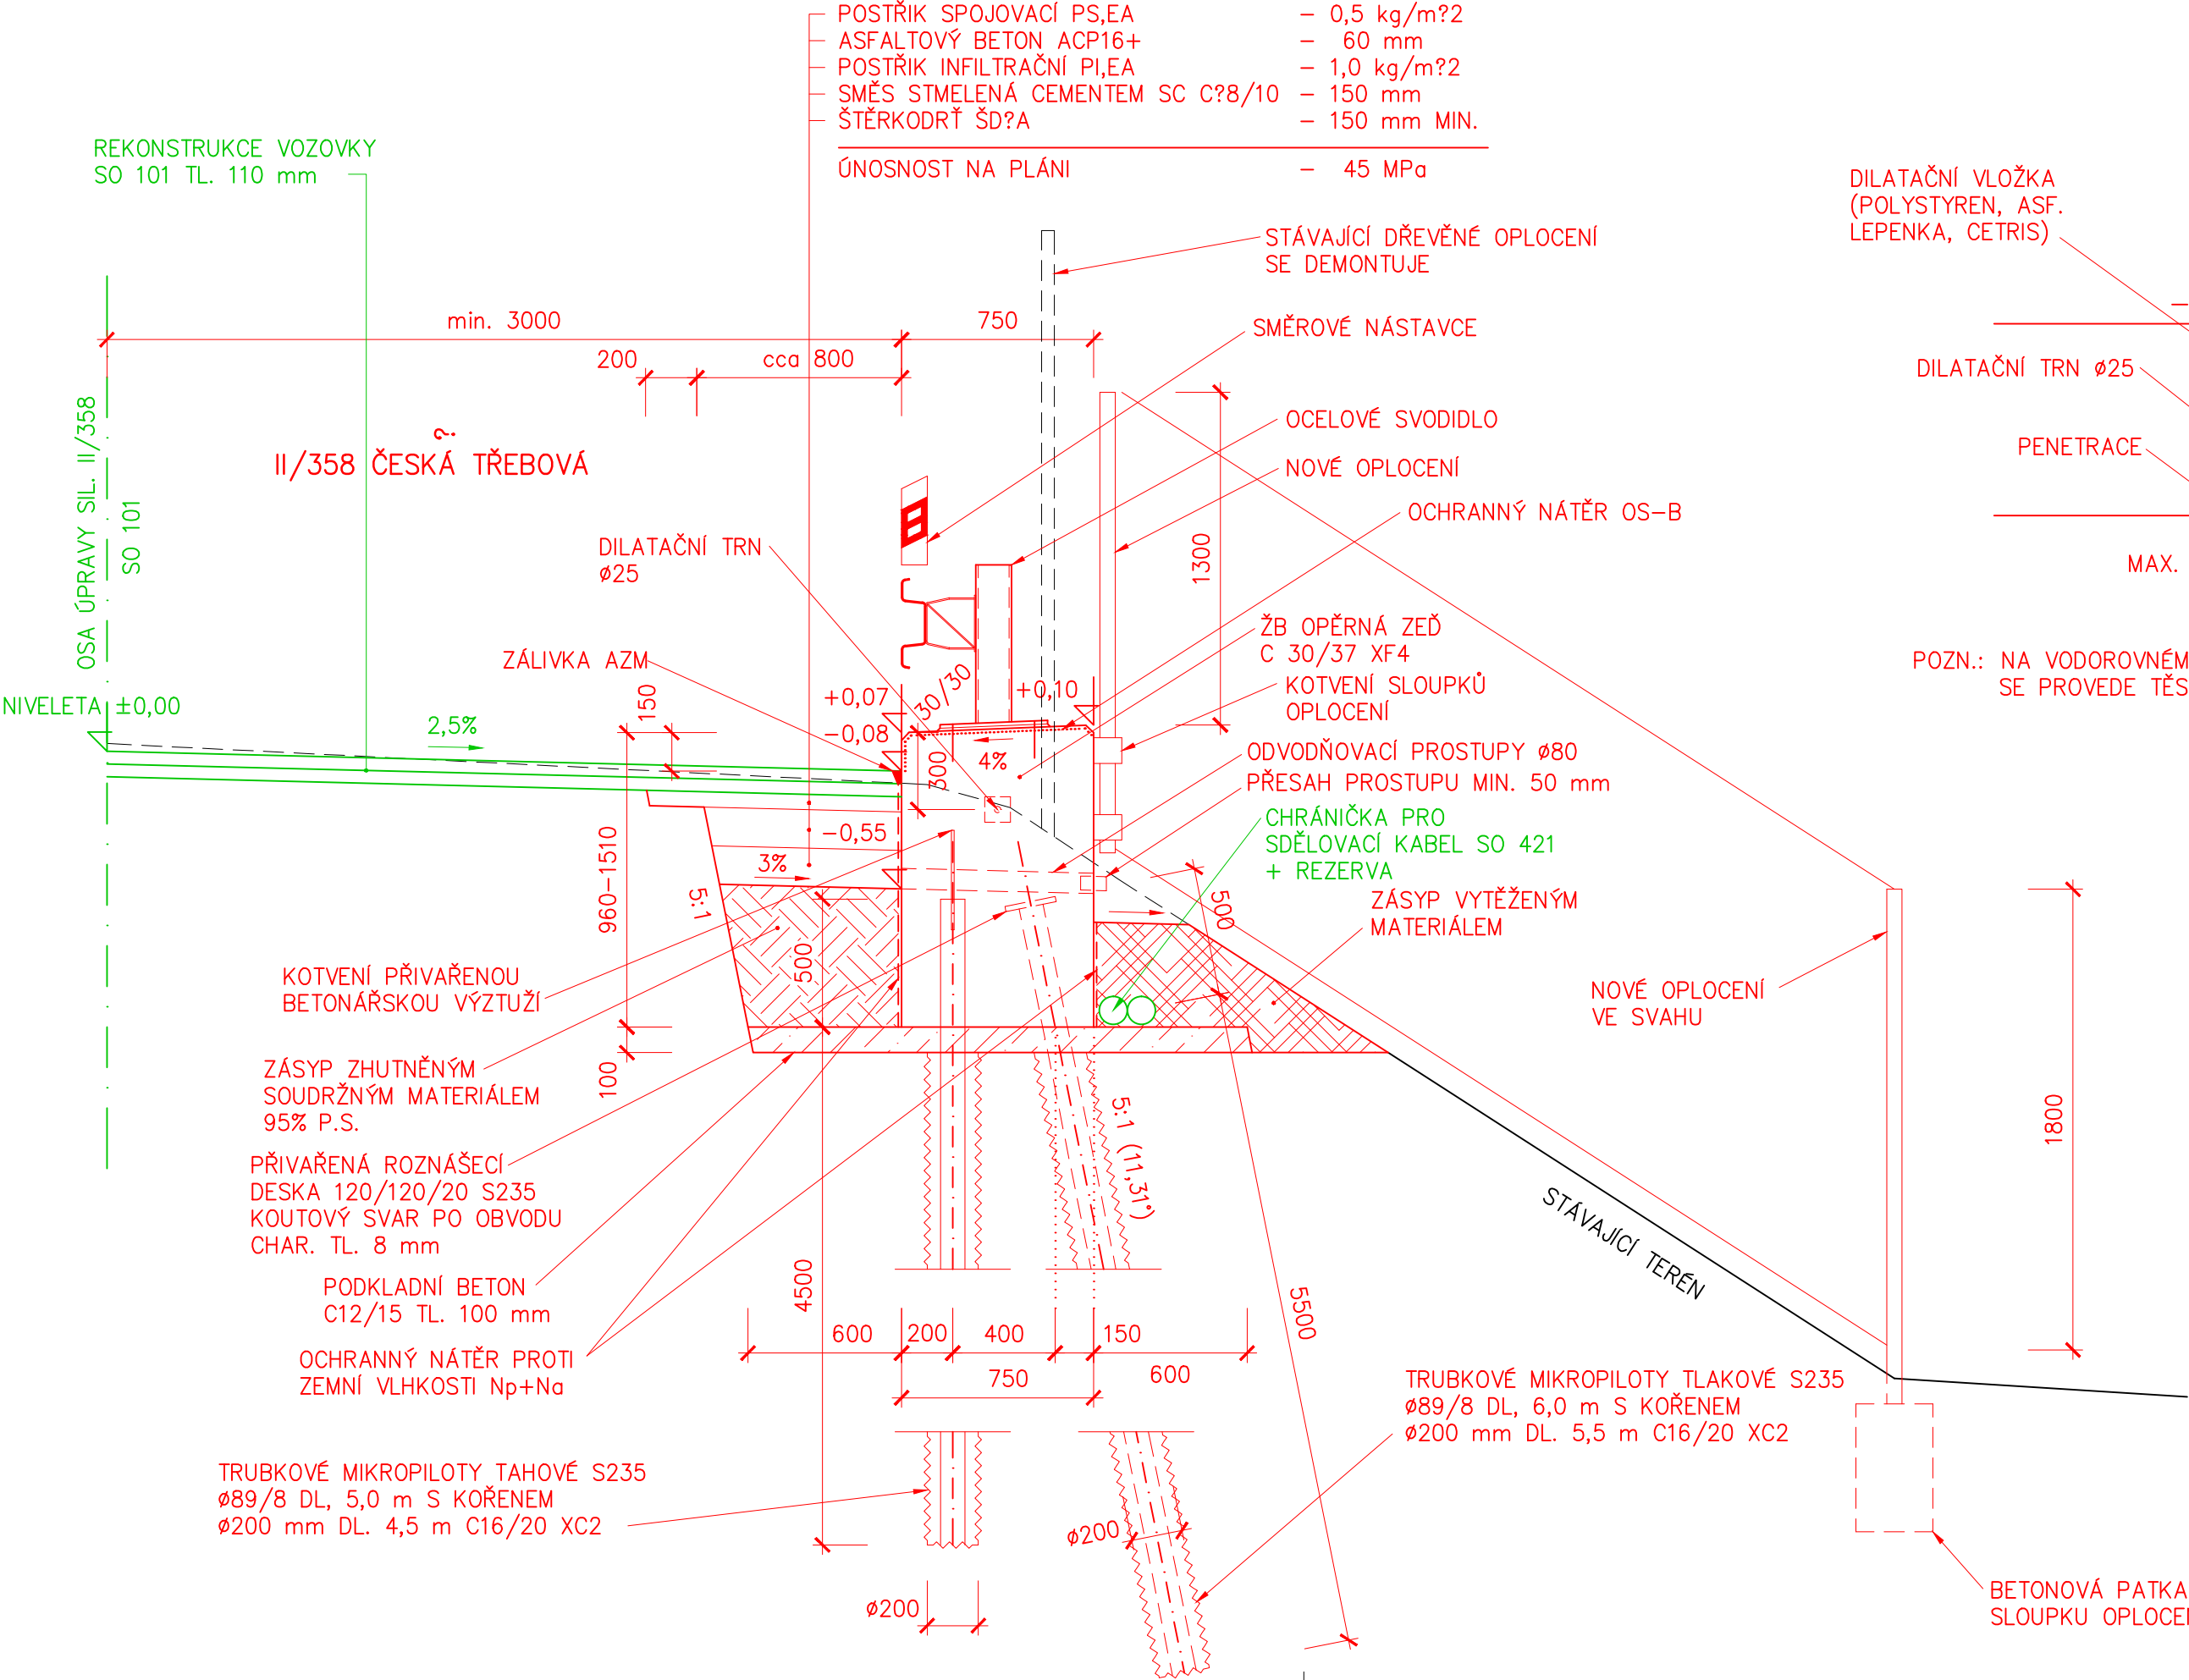 POSTŘIK SPOJOVACÍ PS,EA – 0,5 kg/m?2
ASFALTOVÝ BETON ACP16+ – 60 mm
POSTŘIK INFILTRAČNÍ PI,EA – 1,0 kg/m?2
SMĚS STMELENÁ CEMENTEM SC C?8/10 – 150 mm
ŠTĚRKODRŤ ŠD?A – 150 mm MIN.
ÚNOSNOST NA PLÁNI – 45 MPa
REKONSTRUKCE VOZOVKY
SO 101 TL. 110 mm
DILATAČNÍ VLOŽKA
(POLYSTYREN, ASF.
LEPENKA, CETRIS)
STÁVAJÍCÍ DŘEVĚNÉ OPLOCENÍ
SE DEMONTUJE
min. 3000
750
SMĚROVÉ NÁSTAVCE
200
cca 800
DILATAČNÍ TRN ø25
OCELOVÉ SVODIDLO
OSA ÚPRAVY SIL. II/358
SO 101
?
II/358 ČESKÁ TŘEBOVÁ
NOVÉ OPLOCENÍ
PENETRACE
OCHRANNÝ NÁTĚR OS–B
1300
DILATAČNÍ TRN
ø25
MAX.
ŽB OPĚRNÁ ZEĎ
C 30/37 XF4
ZÁLIVKA AZM
POZN.: NA VODOROVNÉM
SE PROVEDE TĚS
KOTVENÍ SLOUPKŮ
OPLOCENÍ
NIVELETA ±0,00
2,5%
150
+0,07
30/30
+0,10
–0,08
300
4%
ODVODŇOVACÍ PROSTUPY ø80
PŘESAH PROSTUPU MIN. 50 mm
CHRÁNIČKA PRO
SDĚLOVACÍ KABEL SO 421
+ REZERVA
–0,55
3%
960–1510
5:1
500
500
ZÁSYP VYTĚŽENÝM
MATERIÁLEM
KOTVENÍ PŘIVAŘENOU
BETONÁŘSKOU VÝZTUŽÍ
NOVÉ OPLOCENÍ
VE SVAHU
ZÁSYP ZHUTNĚNÝM
SOUDRŽNÝM MATERIÁLEM
95% P.S.
100
5:1 (11,31°)
1800
PŘIVAŘENÁ ROZNÁŠECÍ
DESKA 120/120/20 S235
KOUTOVÝ SVAR PO OBVODU
CHAR. TL. 8 mm
STÁVAJÍCÍ TERÉN
PODKLADNÍ BETON
C12/15 TL. 100 mm
4500
5500
600
200
400
150
OCHRANNÝ NÁTĚR PROTI
ZEMNÍ VLHKOSTI Np+Na
750
600
TRUBKOVÉ MIKROPILOTY TLAKOVÉ S235
ø89/8 DL, 6,0 m S KOŘENEM
ø200 mm DL. 5,5 m C16/20 XC2
TRUBKOVÉ MIKROPILOTY TAHOVÉ S235
ø89/8 DL, 5,0 m S KOŘENEM
ø200 mm DL. 4,5 m C16/20 XC2
ø200
ø200
BETONOVÁ PATKA
SLOUPKU OPLOCEN